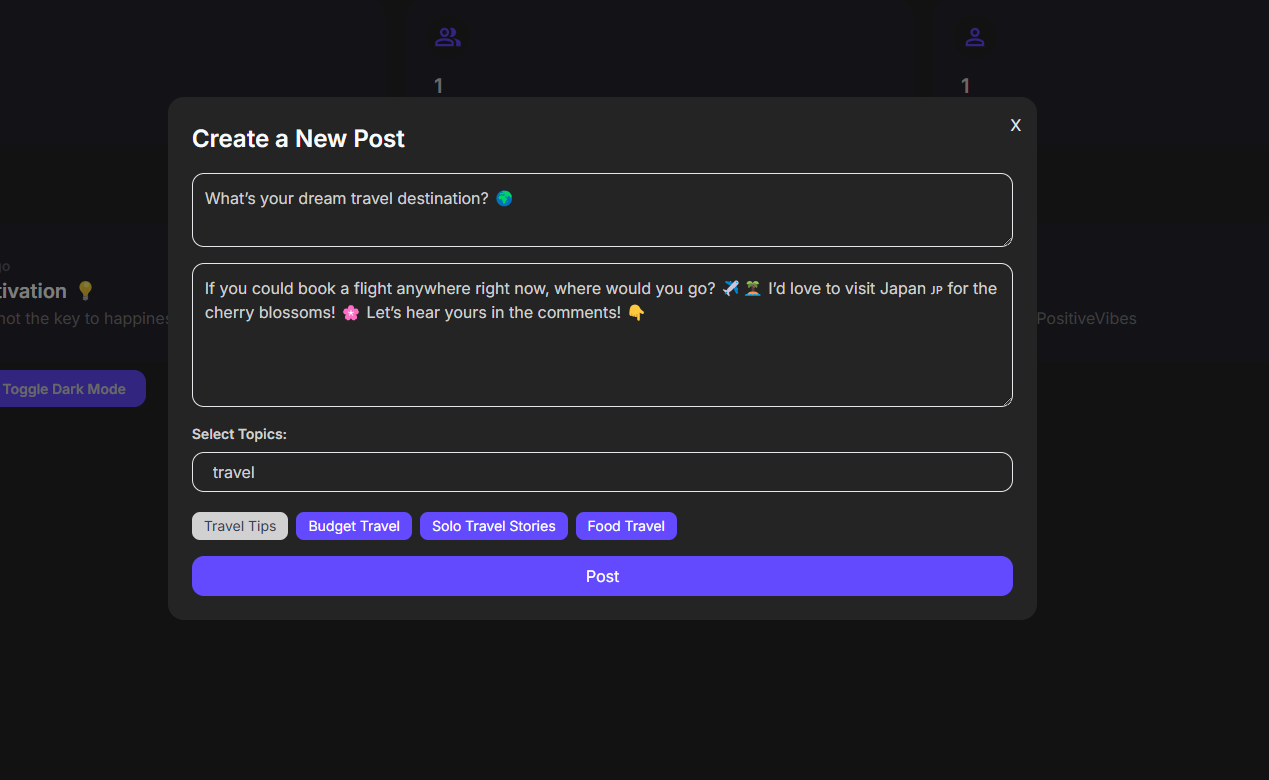 1
1
Create a New Post
X
What’s your dream travel destination? 🌍
If you could book a flight anywhere right now, where would you go? ✈️ 🏝️ I’d love to visit Japan 🇯🇵 for the
cherry blossoms! 🌸 Let’s hear yours in the comments! 👇
go
tivation 💡
not the key to happines
PositiveVibes
Toggle Dark Mode
Select Topics:
travel
Travel Tips
Budget Travel
Solo Travel Stories
Food Travel
Post